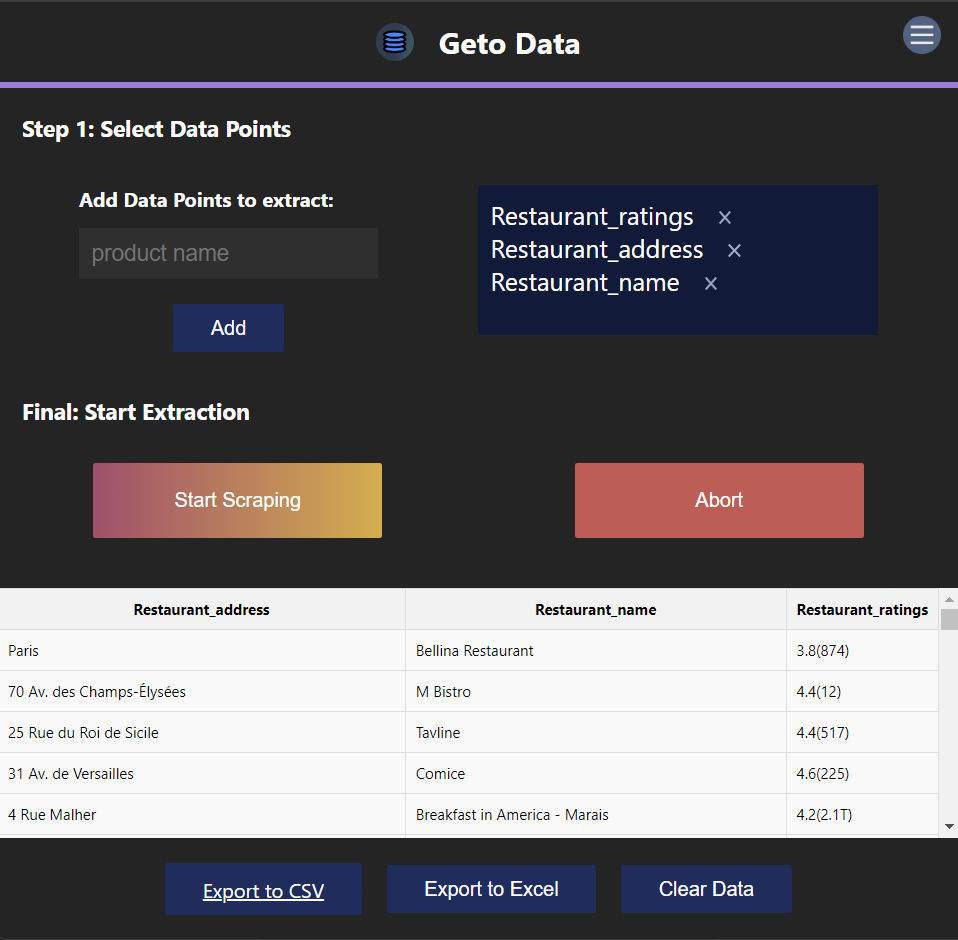 Geto Data
Step 1: Select Data Points
Add Data Points to extract:
product name
Add
Restaurant_ratings ×
Restaurant_address ×
Restaurant_name ×
Final: Start Extraction
Start Scraping
Abort
Restaurant_address Restaurant_name Restaurant_ratings
Paris Bellina Restaurant 3.8(874)
70 Av. des Champs-Élysées M Bistro 4.4(12)
25 Rue du Roi de Sicile Tavline 4.4(517)
31 Av. de Versailles Comice 4.6(225)
4 Rue Malher Breakfast in America - Marais 4.2(2.1T)
Export to CSV Export to Excel Clear Data